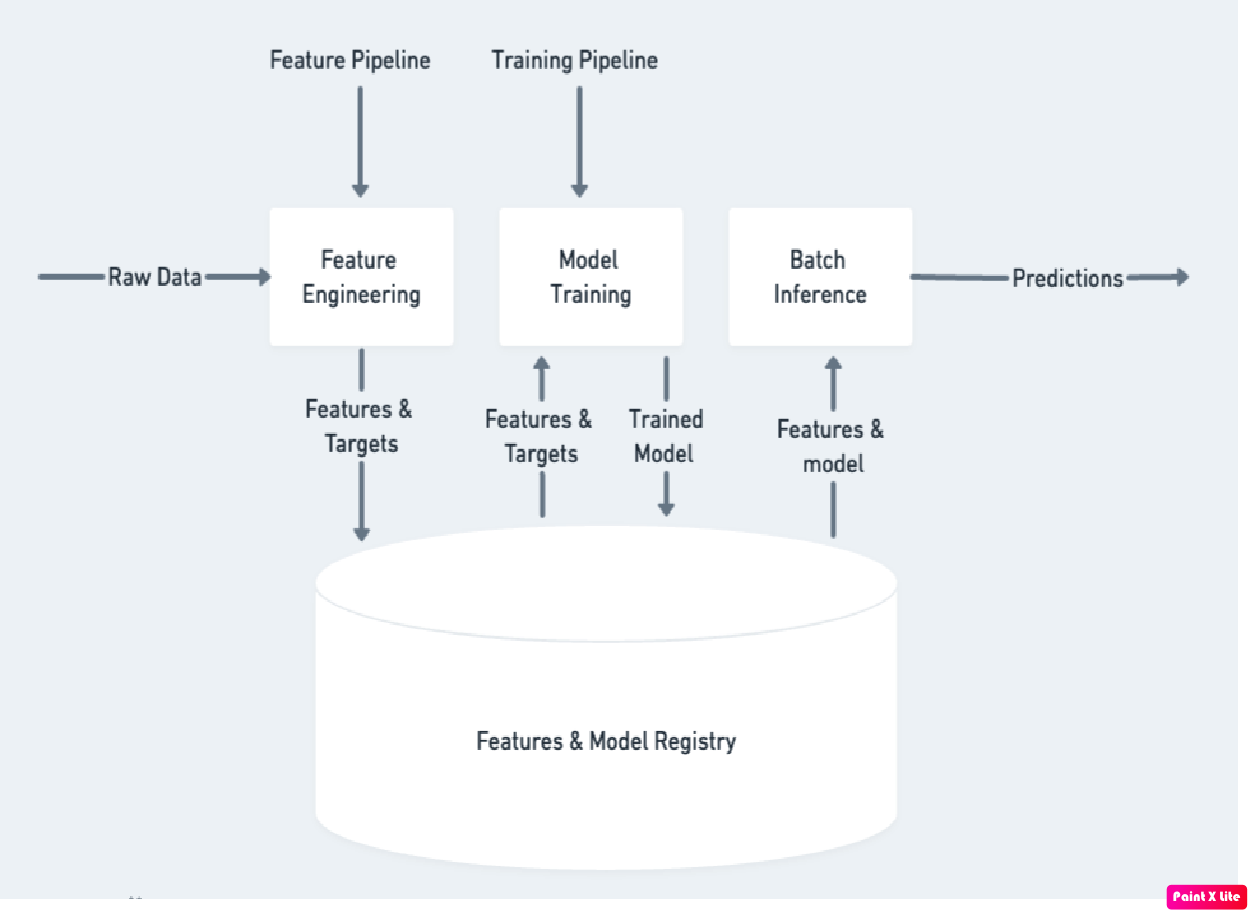 Feature Pipeline
Training Pipeline
Raw Data
Feature
Engineering
Model
Training
Batch
Inference
Predictions
Features &
Targets
Features &
Targets
Trained
Model
Features &
model
Features & Model Registry
Paint X lite